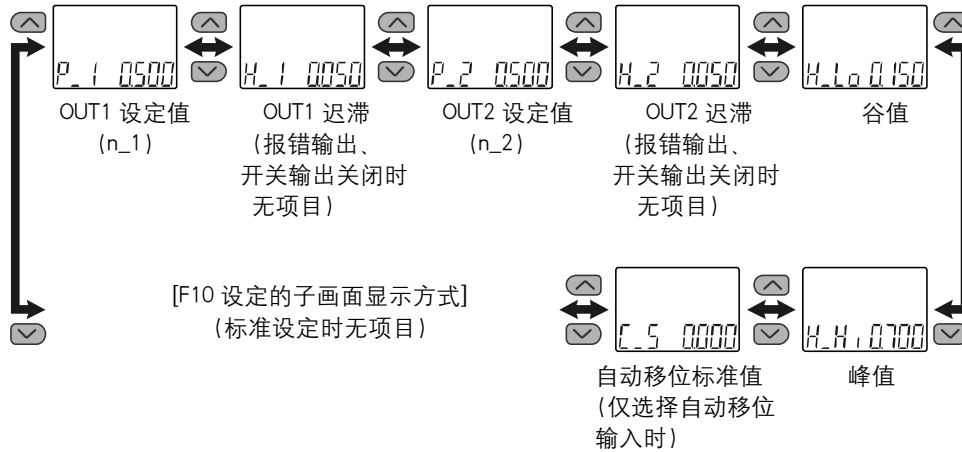 P_1 0.500
H_1 0.050
P_2 0.500
H_2 0.050
H_Lo 0.150
OUT1 设定值
(n_1)
OUT1 迟滞
(报错输出、
开关输出关闭时
无项目)
OUT2 设定值
(n_2)
OUT2 迟滞
(报错输出、
开关输出关闭时
无项目)
谷值
[F10 设定的子画面显示方式]
(标准设定时无项目)
C_S 0.000
H_Hi 0.700
自动移位标准值
(仅选择自动移位
输入时)
峰值